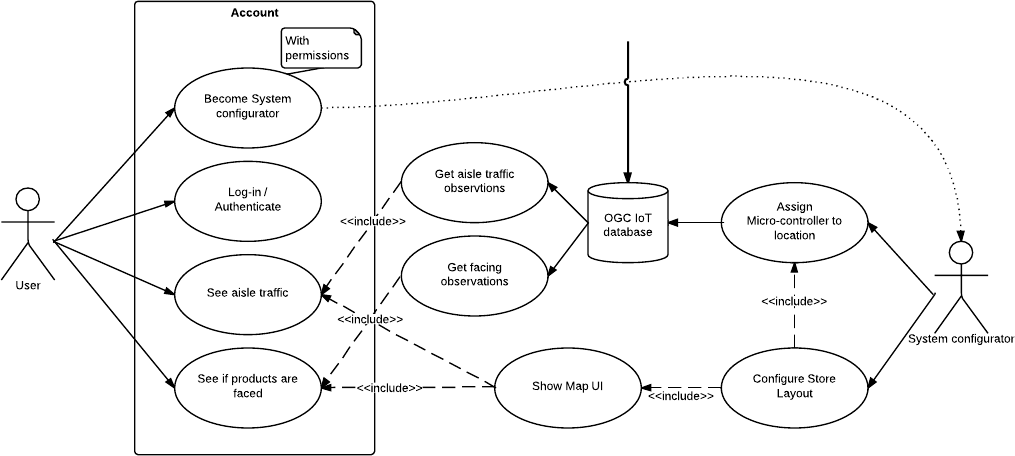 Account
With
permissions
Become System
configurator
Log-in /
Authenticate
See aisle traffic
See if products are
faced
User
Get aisle traffic
observtions
Get facing
observations
<<include>>
<<include>>
<<include>>
Show Map UI
OGC IoT
database
Assign
Micro-controller to
location
<<include>>
Configure Store
Layout
<<include>>
System configurator